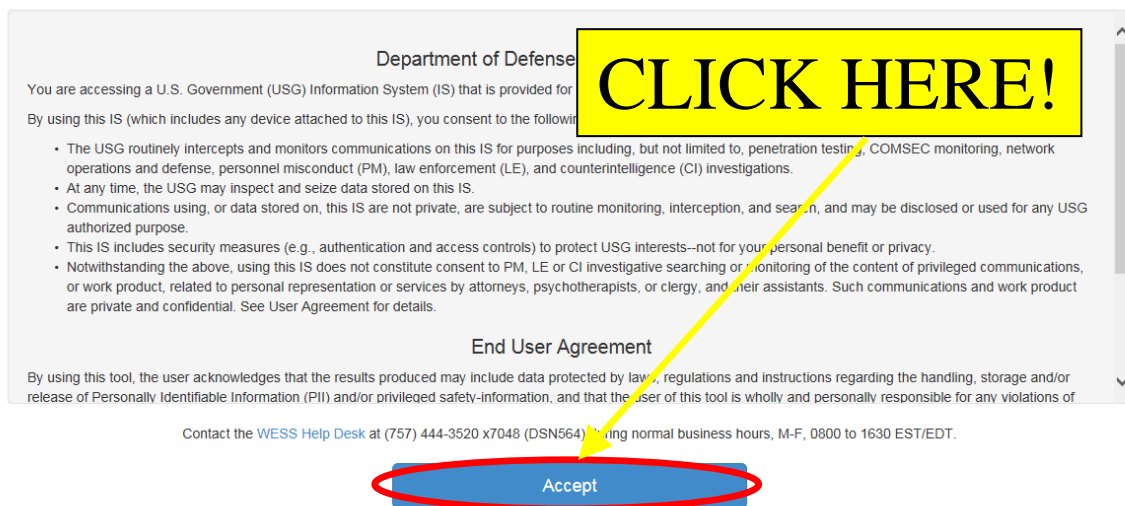 Department of Defense
CLICK HERE!
You are accessing a U.S. Government (USG) Information System (IS) that is provided for
By using this IS (which includes any device attached to this IS), you consent to the following
• The USG routinely intercepts and monitors communications on this IS for purposes including, but not limited to, penetration testing, COMSEC monitoring, network
operations and defense, personnel misconduct (PM), law enforcement (LE), and counterintelligence (CI) investigations.
• At any time, the USG may inspect and seize data stored on this IS.
• Communications using, or data stored on, this IS are not private, are subject to routine monitoring, interception, and search, and may be disclosed or used for any USG
authorized purpose.
• This IS includes security measures (e.g., authentication and access controls) to protect USG interests--not for your personal benefit or privacy.
• Notwithstanding the above, using this IS does not constitute consent to PM, LE or CI investigative searching or monitoring of the content of privileged communications,
or work product, related to personal representation or services by attorneys, psychotherapists, or clergy, and their assistants. Such communications and work product
are private and confidential. See User Agreement for details.
End User Agreement
By using this tool, the user acknowledges that the results produced may include data protected by laws, regulations and instructions regarding the handling, storage and/or
release of Personally Identifiable Information (PII) and/or privileged safety-information, and that the user of this tool is wholly and personally responsible for any violations of
Contact the WESS Help Desk at (757) 444-3520 x7048 (DSN564) during normal business hours, M-F, 0800 to 1630 EST/EDT.
Accept